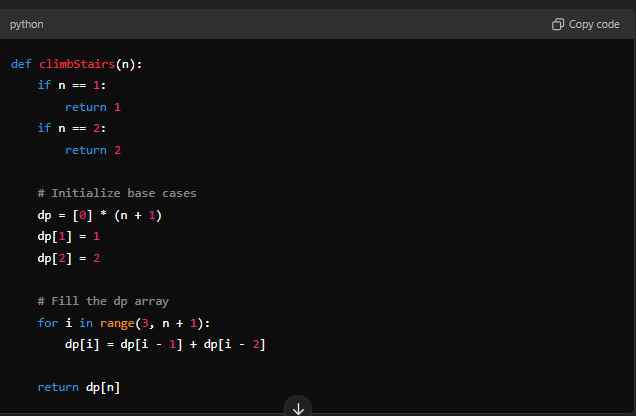 python
Copy code
def climbStairs(n):
    if n == 1:
        return 1
    if n == 2:
        return 2

    # Initialize base cases
    dp = [0] * (n + 1)
    dp[1] = 1
    dp[2] = 2

    # Fill the dp array
    for i in range(3, n + 1):
        dp[i] = dp[i - 1] + dp[i - 2]

    return dp[n]